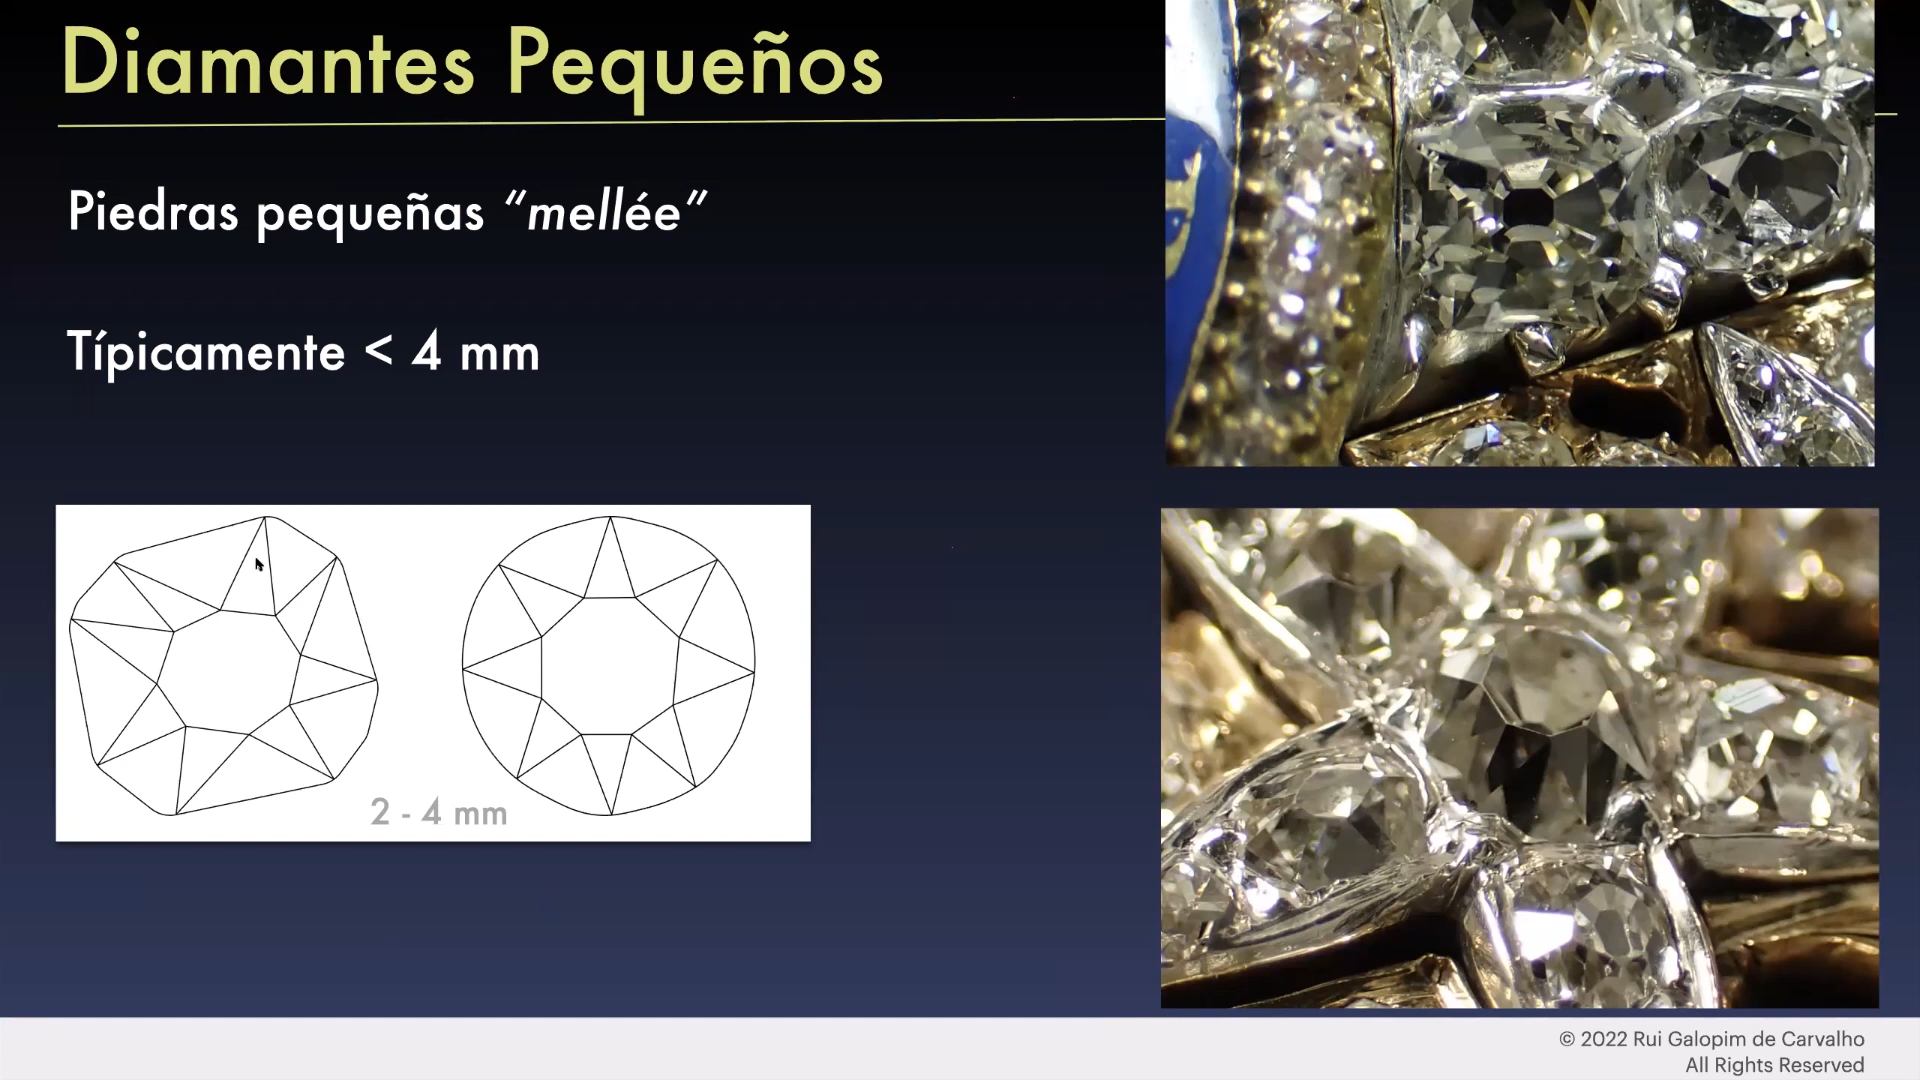 Diamantes Pequeños
Piedras pequeñas “mellée”
Típicamente < 4 mm
2 - 4 mm
© 2022 Rui Galopim de Carvalho
All Rights Reserved